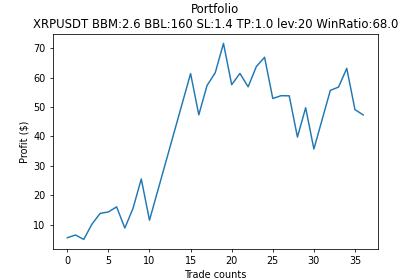 Portfolio
XRPUSDT BBM:2.6 BBL:160 SL:1.4 TP:1.0 lev:20 WinRatio:68.0
70
60
50
40
30
20
10
Profit ($)
0 5 10 15 20 25 30 35
Trade counts